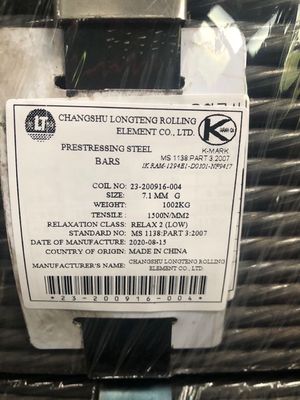 LT
CHANGSHU LONGTENG ROLLING
ELEMENT CO., LTD.
K
K-MARK
MS 1138 PART 3,2007
PRESTRESSING STEEL
BARS
COIL NO: 23-200916-004
SIZE: 7.1 MM G
WEIGHT: 1002KG
TENSILE : 1500N/MM2
RELAXATION CLASS: RELAX 2 (LOW)
STANDARD NO: MS 1138:PART 3:2007
DATE OF MANUFACTURE: 2020-08-15
COUNTRY OF ORIGIN: MADE IN CHINA
MANUFACTURER'S NAME: CHANGSHU LONGTENG ROLLING
ELEMENT CO., LTD
*23-200916-004*